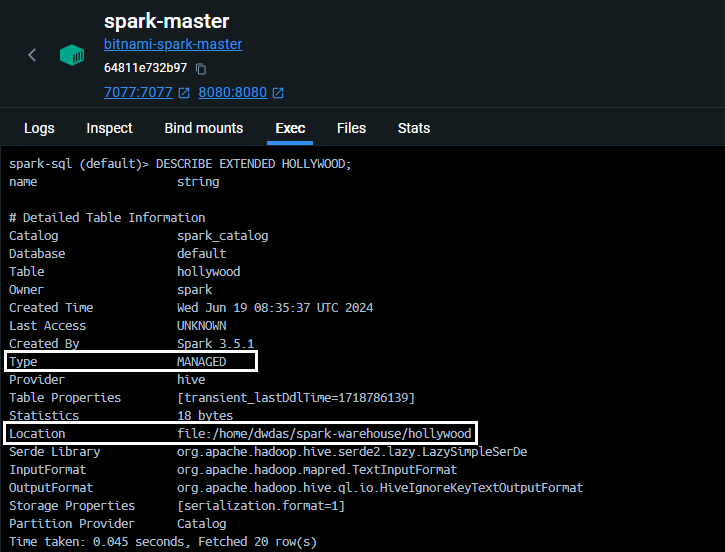 spark-master
bitnami-spark-master
64811e732b97
7077:7077 8080:8080
Logs Inspect Bind mounts Exec Files Stats
spark-sql (default)> DESCRIBE EXTENDED HOLLYWOOD;
name string
# Detailed Table Information
Catalog spark_catalog
Database default
Table hollywood
Owner spark
Created Time Wed Jun 19 08:35:37 UTC 2024
Last Access UNKNOWN
Created By Spark 3.5.1
Type MANAGED
Provider hive
Table Properties [transient_lastDdlTime=1718786139]
Statistics 18 bytes
Location file:/home/dwdas/spark-warehouse/hollywood
Serde Library org.apache.hadoop.hive.serde2.lazy.LazySimpleSerDe
InputFormat org.apache.hadoop.mapred.TextInputFormat
OutputFormat org.apache.hadoop.hive.ql.io.HiveIgnoreKeyTextOutputFormat
Storage Properties [serialization.format=1]
Partition Provider Catalog
Time taken: 0.045 seconds, Fetched 20 row(s)